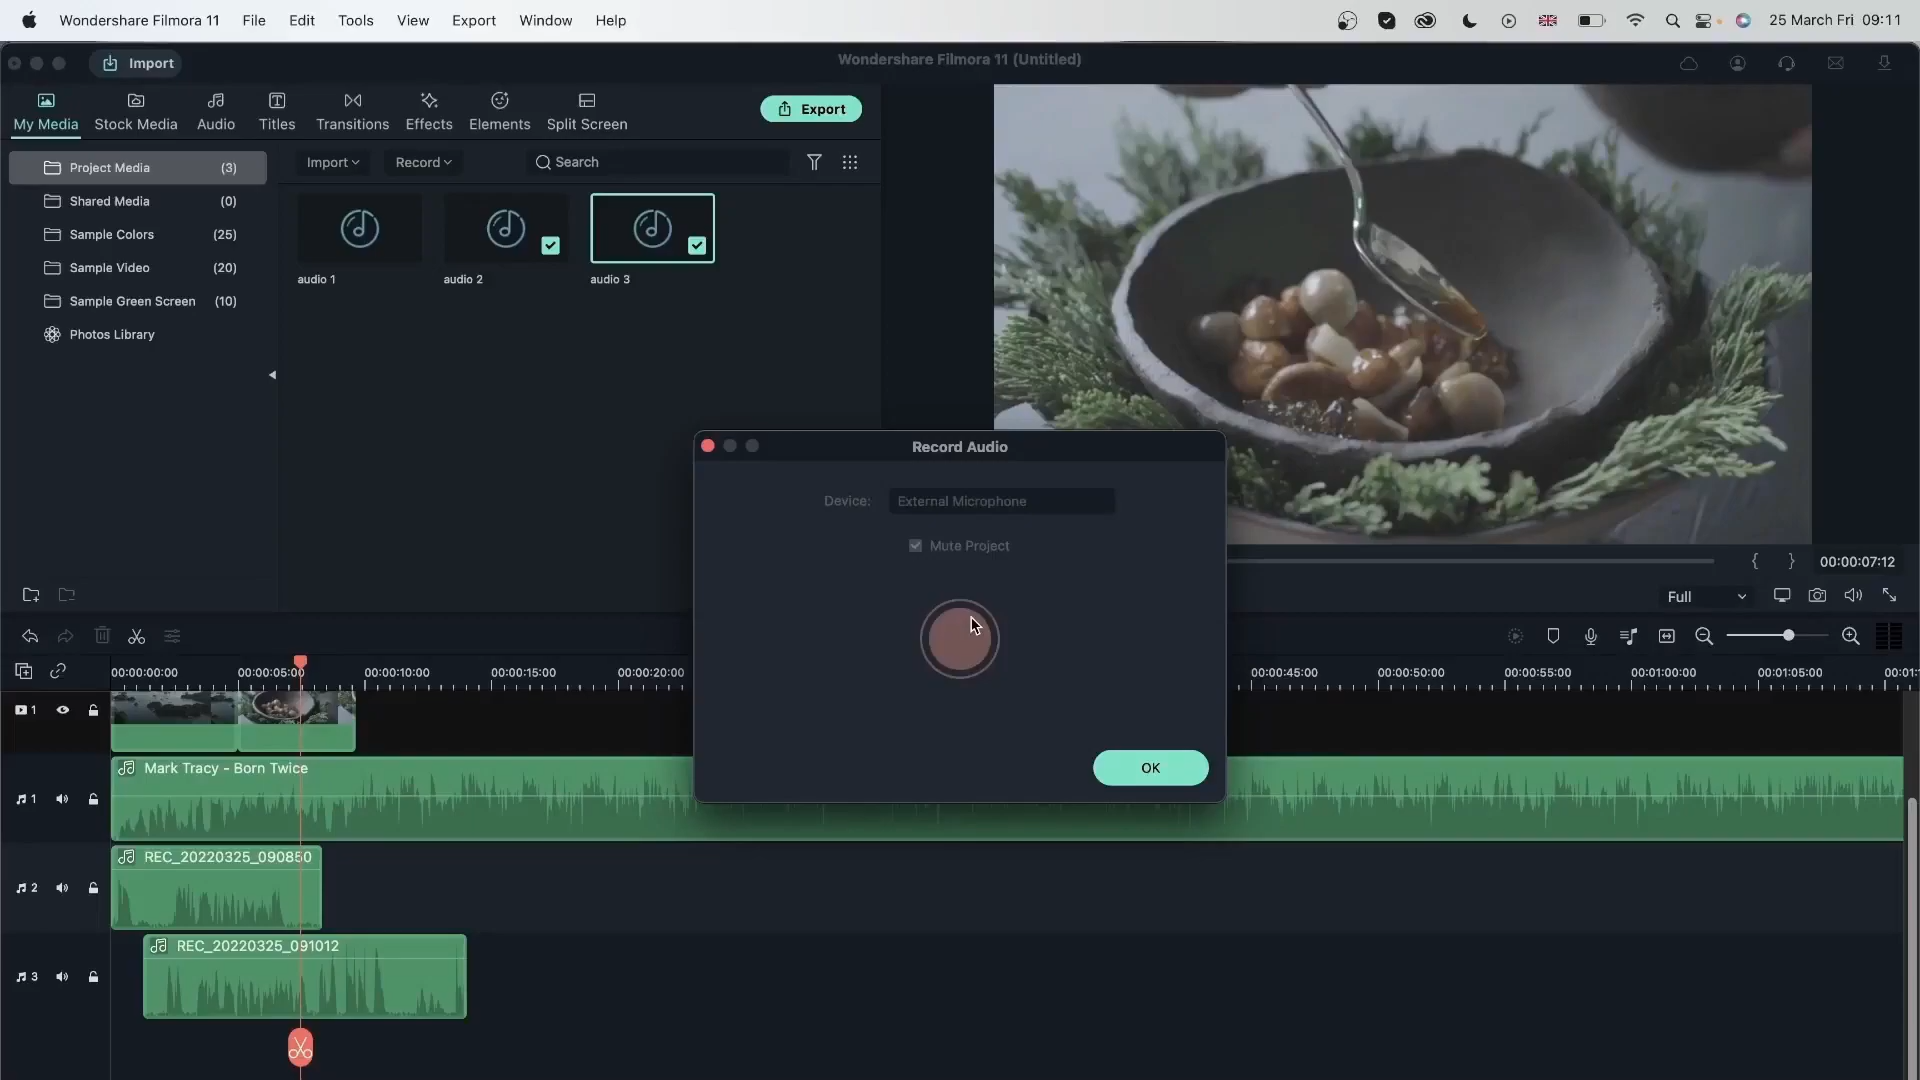 Wondershare Filmora 11 File Edit Tools View Export Window Help 25 March Fri 09:11
Import Wondershare Filmora 11 (Untitled)
My Media Stock Media Audio Titles Transitions Effects Elements Split Screen Export
Project Media (3)
Shared Media (0)
Sample Colors (25)
Sample Video (20)
Sample Green Screen (10)
Photos Library
Import Record Search
audio 1 audio 2 audio 3
Record Audio
Device: External Microphone
Mute Project
OK
{ } 00:00:07:12
Full
00:00:00:00 00:00:05:00 00:00:10:00 00:00:15:00 00:00:20:00 00:00:45:00 00:00:50:00 00:00:55:00 00:01:00:00 00:01:05:00
1
Mark Tracy - Born Twice
1
REC_20220325_090850
2
REC_20220325_091012
3